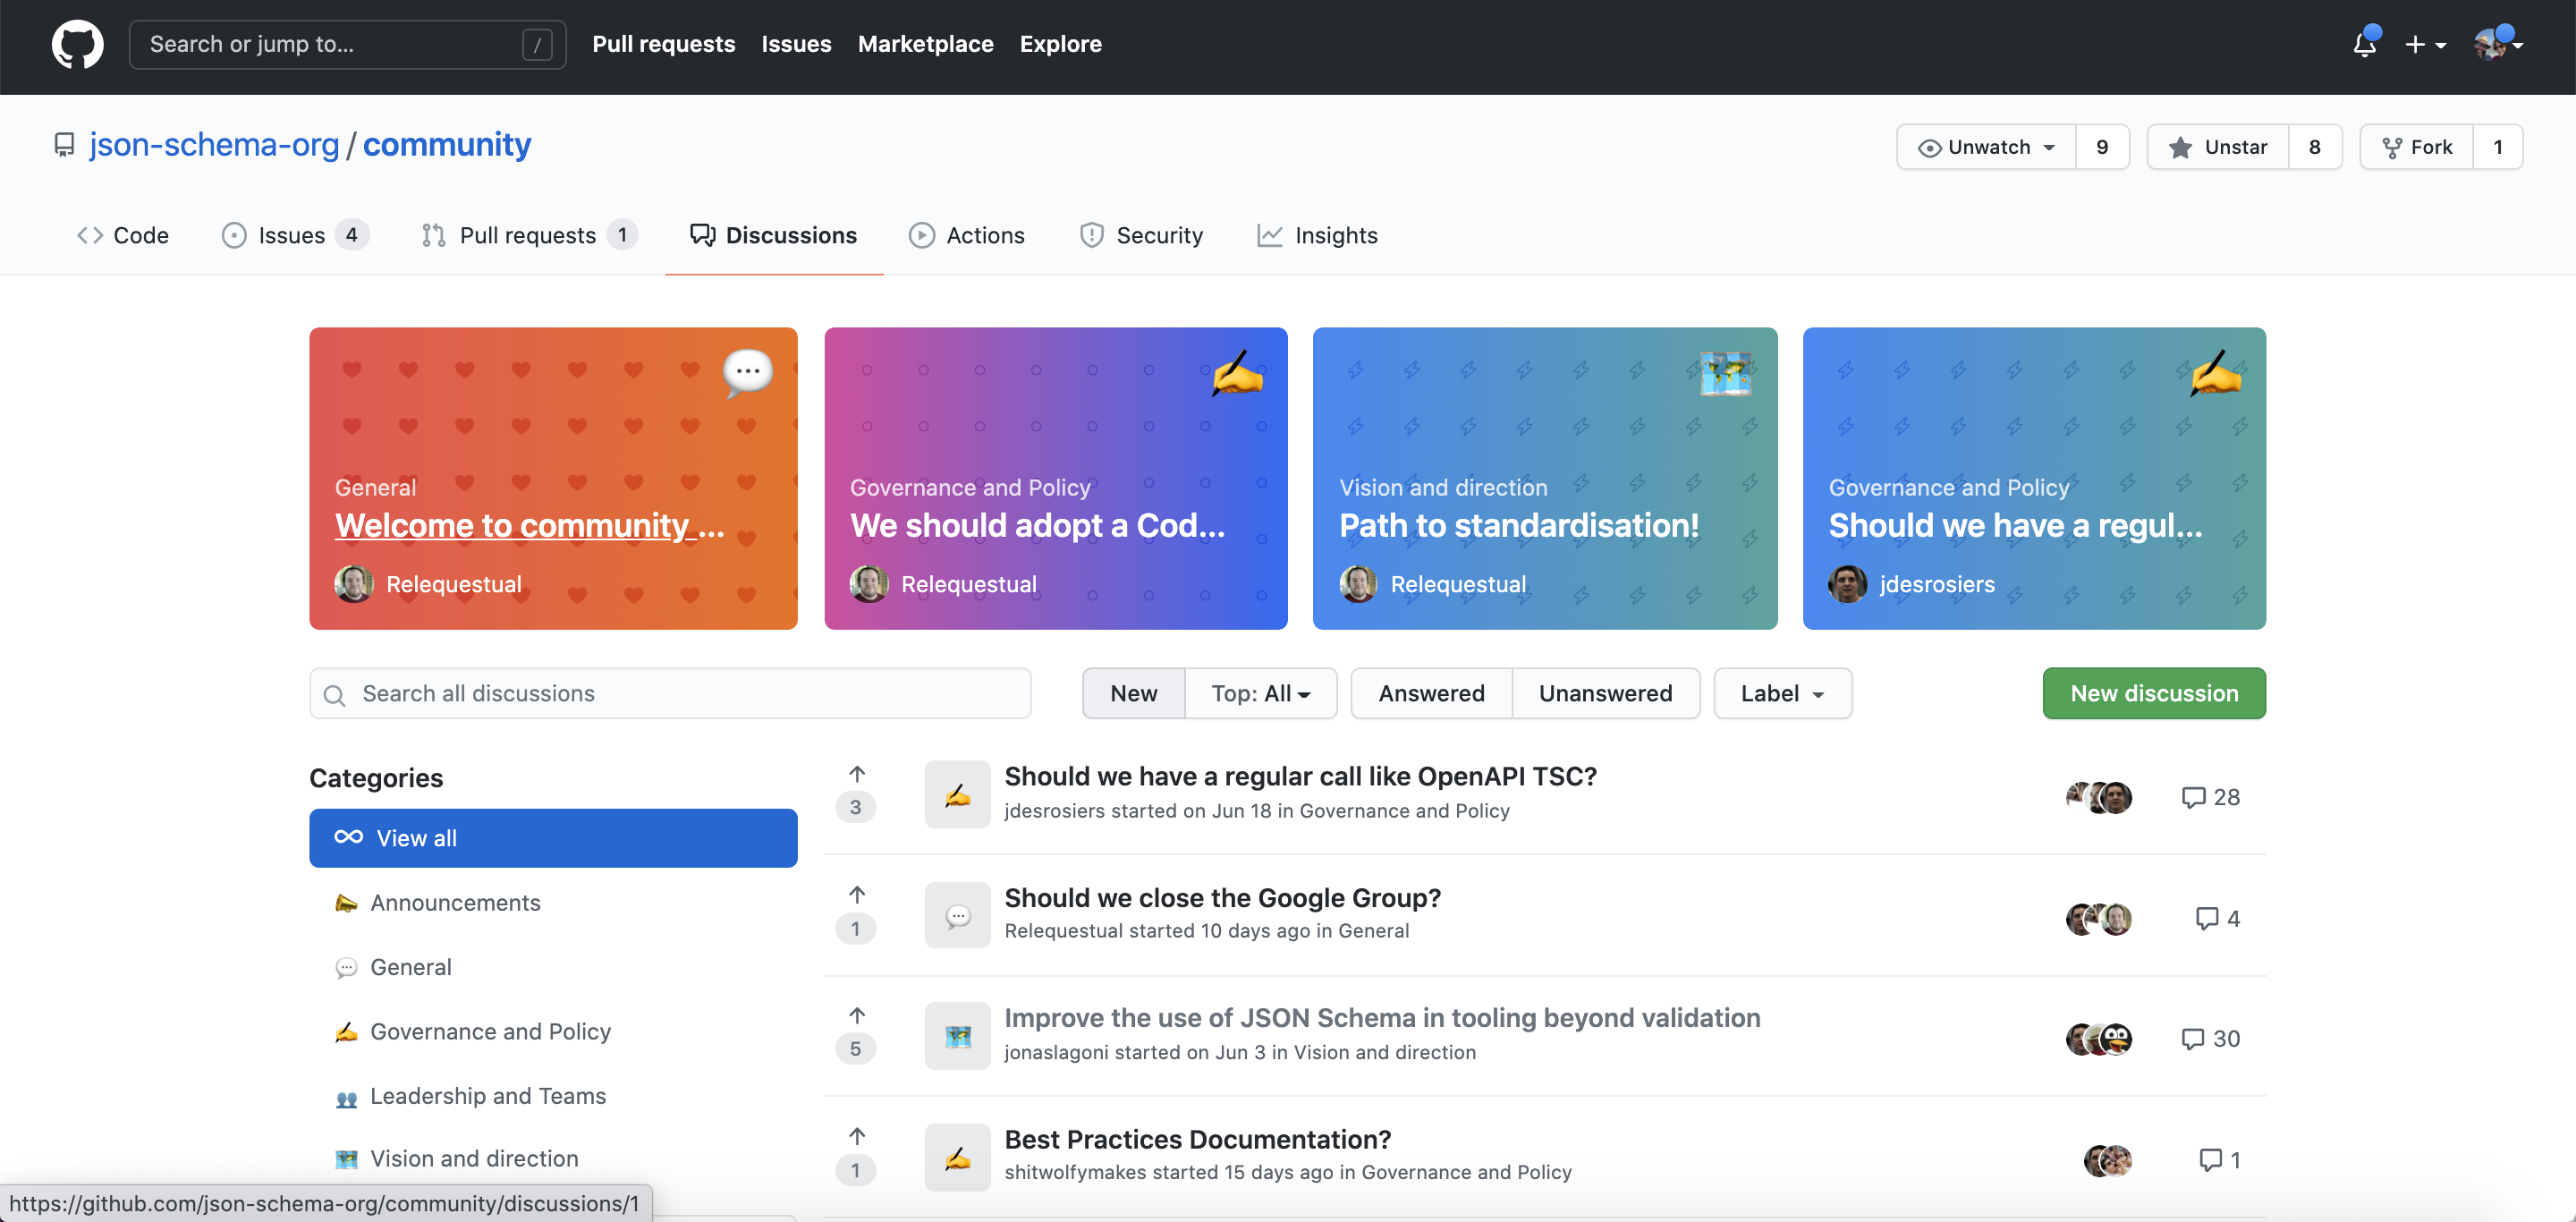 Search or jump to... / Pull requests Issues Marketplace Explore
json-schema-org / community
Unwatch 9 Unstar 8 Fork 1
Code Issues 4 Pull requests 1 Discussions Actions Security Insights
General
Welcome to community ...
Relequestual
Governance and Policy
We should adopt a Cod...
Relequestual
Vision and direction
Path to standardisation!
Relequestual
Governance and Policy
Should we have a regul...
jdesrosiers
Search all discussions
New Top: All Answered Unanswered Label New discussion
Categories
View all
Announcements
General
Governance and Policy
Leadership and Teams
Vision and direction
3
Should we have a regular call like OpenAPI TSC?
jdesrosiers started on Jun 18 in Governance and Policy
28
1
Should we close the Google Group?
Relequestual started 10 days ago in General
4
5
Improve the use of JSON Schema in tooling beyond validation
jonaslagoni started on Jun 3 in Vision and direction
30
1
Best Practices Documentation?
shitwolfymakes started 15 days ago in Governance and Policy
1
https://github.com/json-schema-org/community/discussions/1